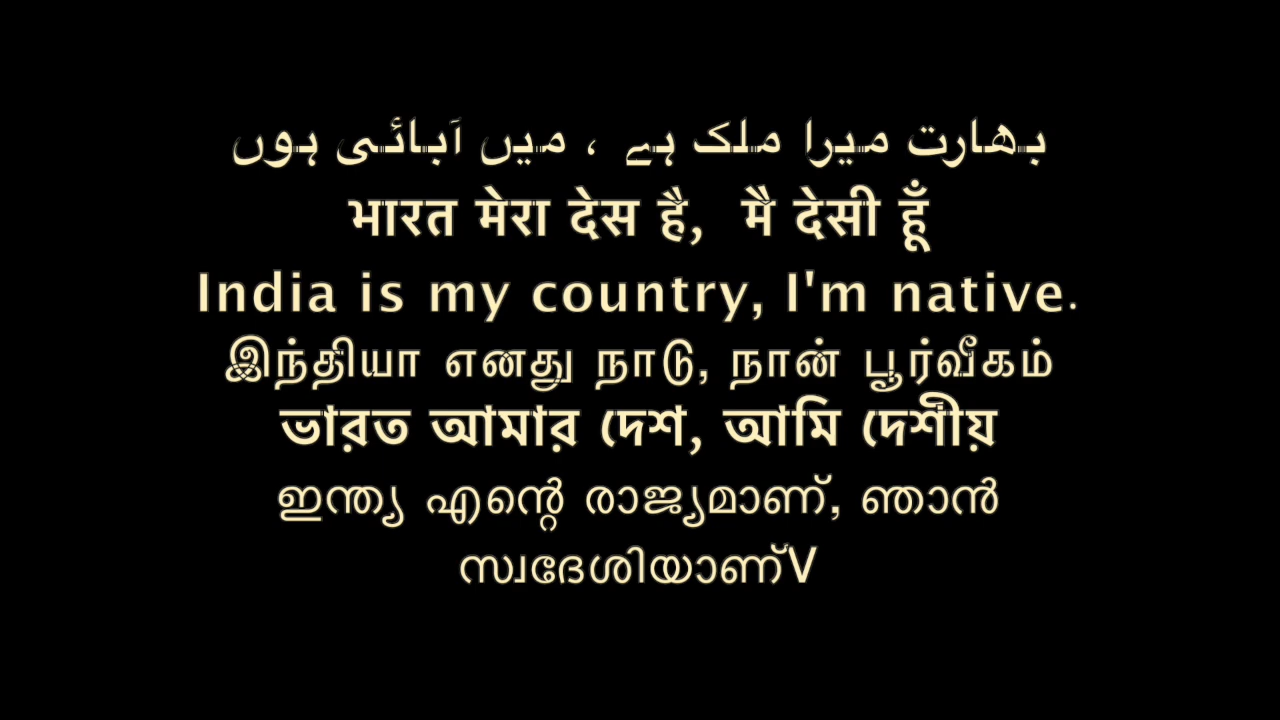 بھارت میرا ملک ہے ، میں آبائی ہوں
भारत मेरा देस है, मै देसी हूँ
India is my country, I'm native.
இந்தியா எனது நாடு, நான் பூர்வீகம்
ভারত আমার দেশ, আমি দেশীয়
ഇന്ത്യ എന്റെ രാജ്യമാണ്, ഞാൻ
സ്വദേശിയാണ്V